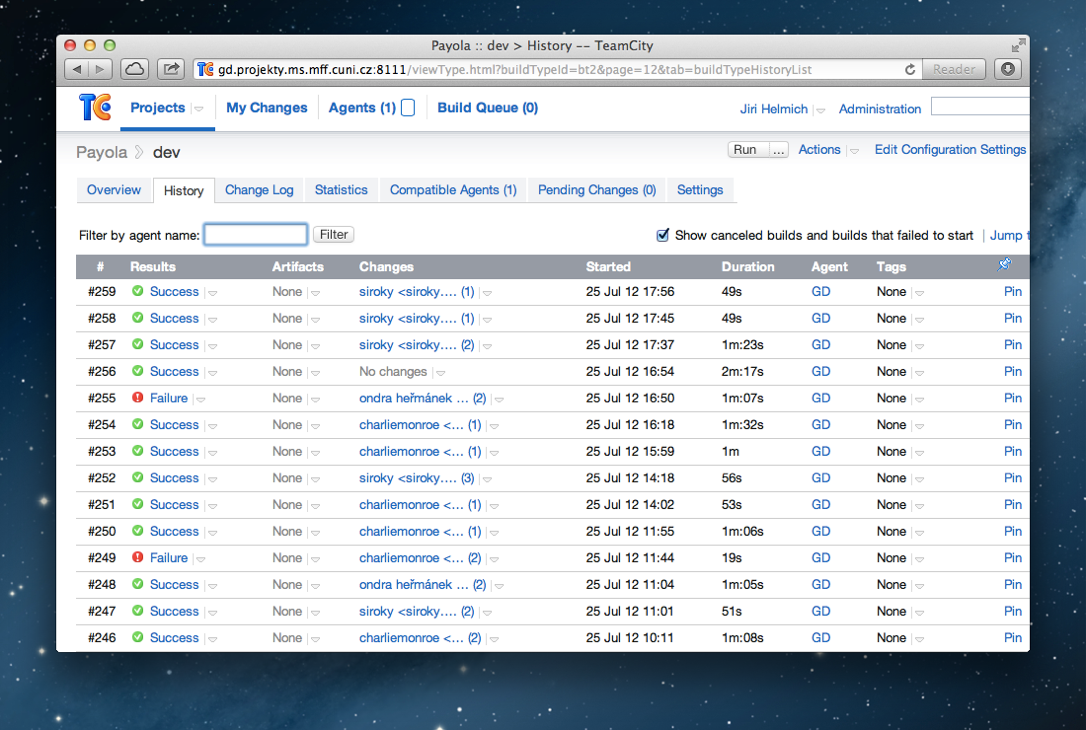 Payola :: dev > History -- TeamCity
gd.projekty.ms.mff.cuni.cz:8111/viewType.html?buildTypeId=bt2&page=12&tab=buildTypeHistoryList Reader
TC Projects My Changes Agents (1) Build Queue (0) Jiri Helmich Administration
Payola dev Run ... Actions Edit Configuration Settings
Overview History Change Log Statistics Compatible Agents (1) Pending Changes (0) Settings
Filter by agent name: Filter Show canceled builds and builds that failed to start | Jump t
# Results Artifacts Changes Started Duration Agent Tags
#259 Success None siroky <siroky.... (1) 25 Jul 12 17:56 49s GD None Pin
#258 Success None siroky <siroky.... (1) 25 Jul 12 17:45 49s GD None Pin
#257 Success None siroky <siroky.... (2) 25 Jul 12 17:37 1m:23s GD None Pin
#256 Success None No changes 25 Jul 12 16:54 2m:17s GD None Pin
#255 Failure None ondra heřmánek ... (2) 25 Jul 12 16:50 1m:07s GD None Pin
#254 Success None charliemonroe <... (1) 25 Jul 12 16:18 1m:32s GD None Pin
#253 Success None charliemonroe <... (1) 25 Jul 12 15:59 1m GD None Pin
#252 Success None siroky <siroky.... (3) 25 Jul 12 14:18 56s GD None Pin
#251 Success None charliemonroe <... (1) 25 Jul 12 14:02 53s GD None Pin
#250 Success None charliemonroe <... (1) 25 Jul 12 11:55 1m:06s GD None Pin
#249 Failure None charliemonroe <... (2) 25 Jul 12 11:44 19s GD None Pin
#248 Success None ondra heřmánek ... (2) 25 Jul 12 11:04 1m:05s GD None Pin
#247 Success None siroky <siroky.... (2) 25 Jul 12 11:01 51s GD None Pin
#246 Success None charliemonroe <... (2) 25 Jul 12 10:11 1m:08s GD None Pin